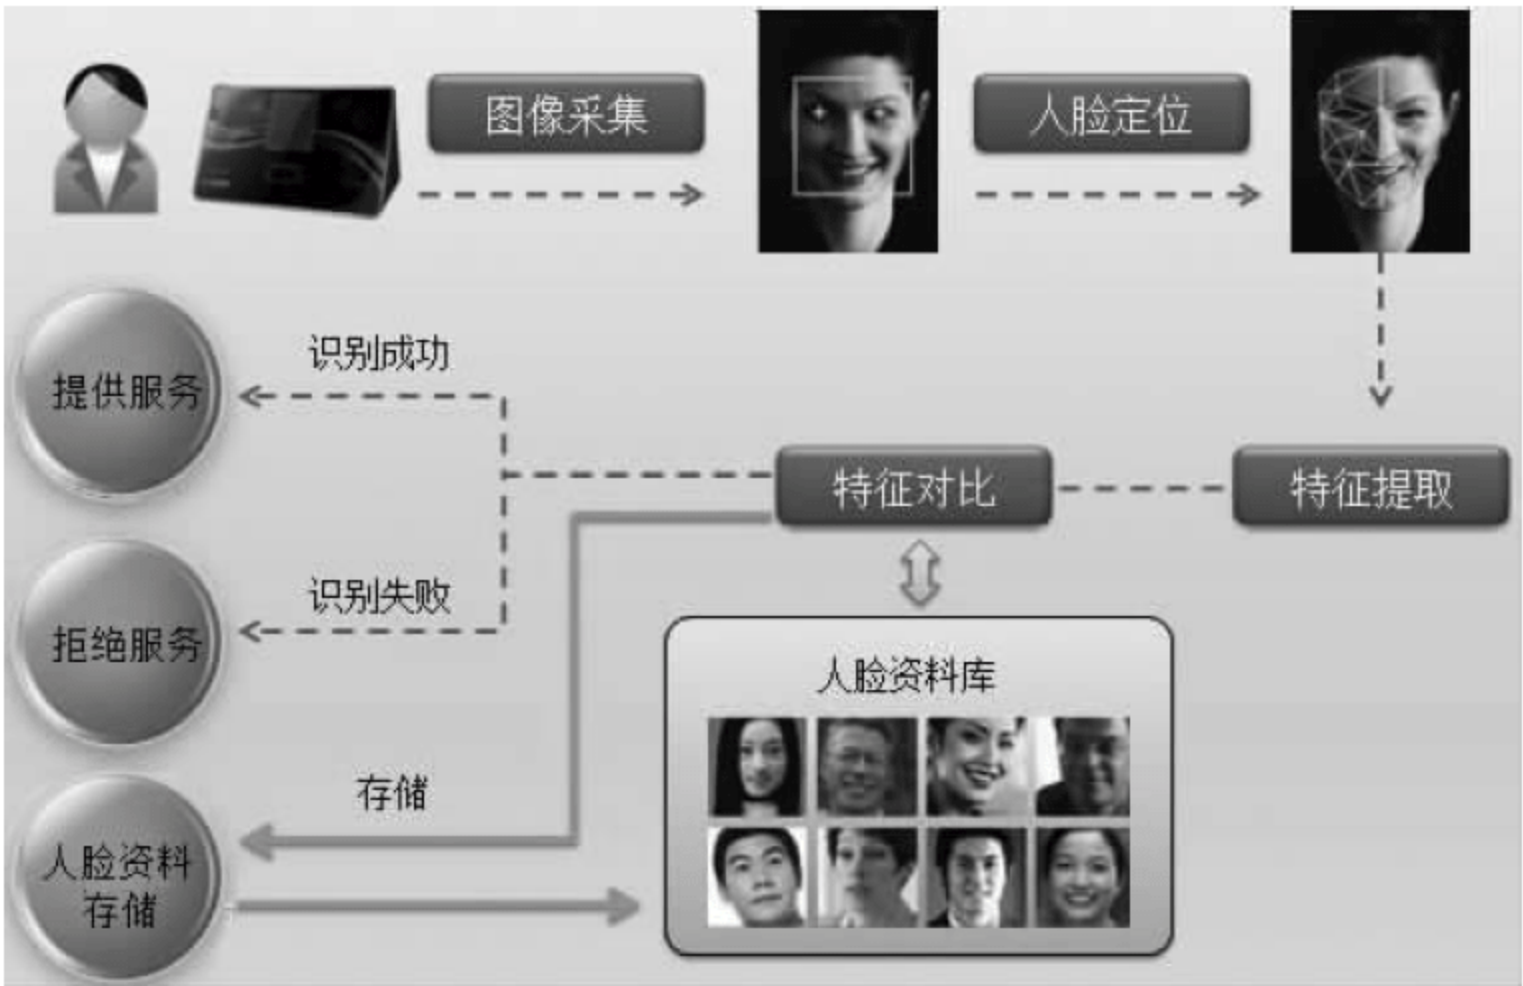 图像采集
人脸定位
识别成功
提供服务
特征对比
特征提取
识别失败
拒绝服务
人脸资料库
存储
人脸资料
存储